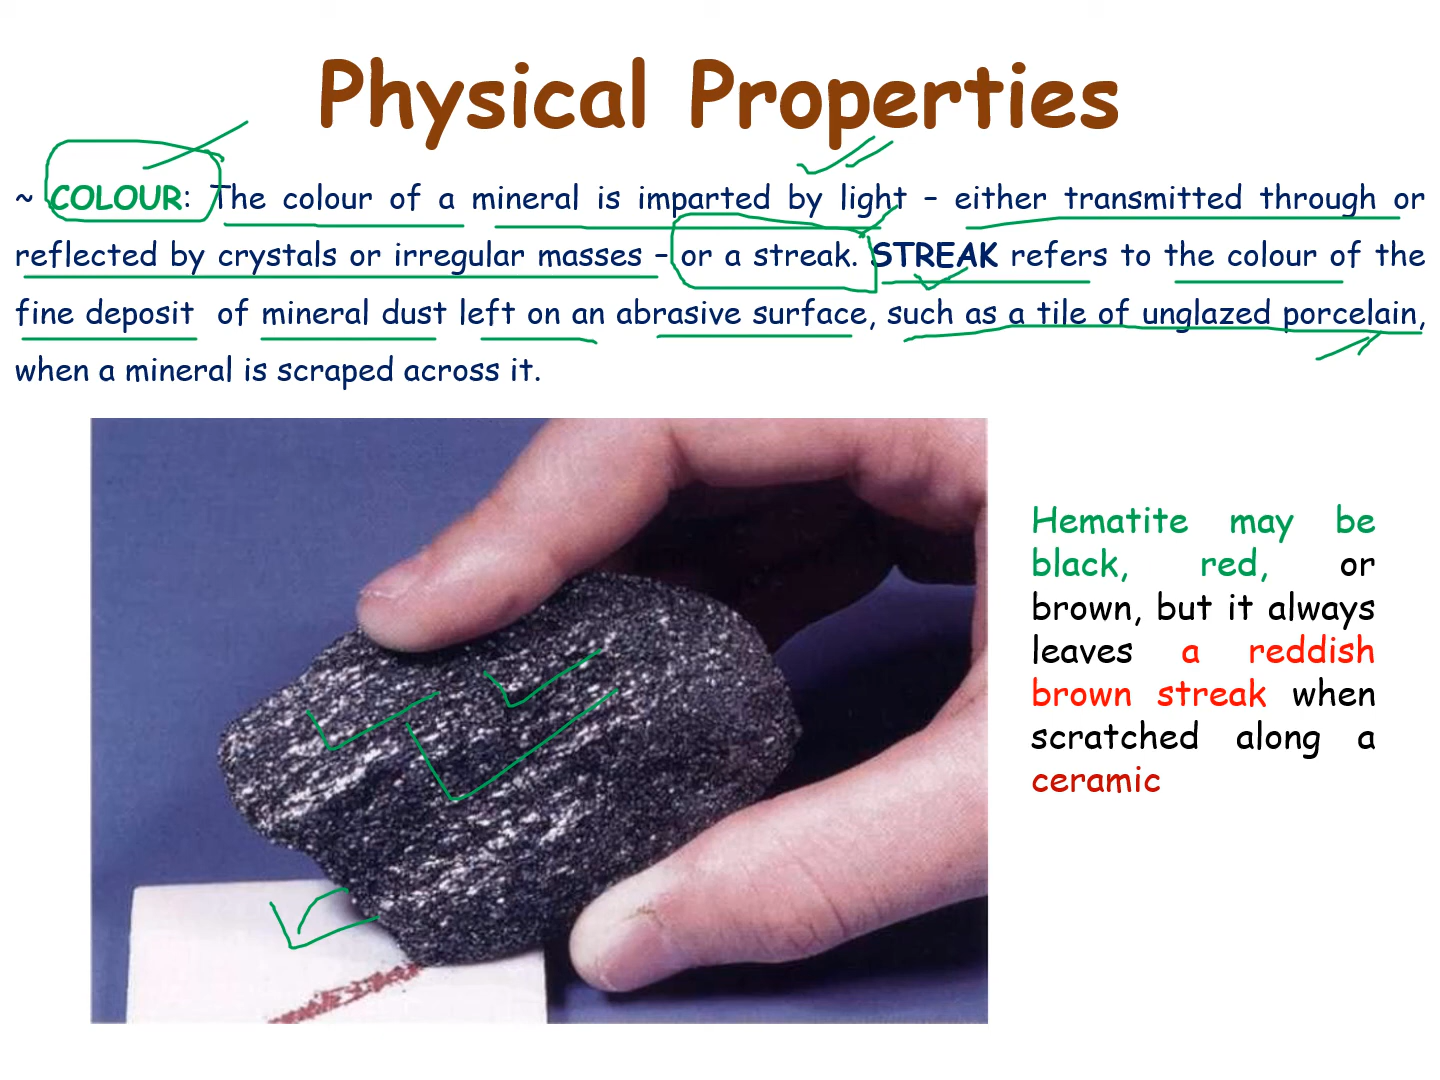 Physical Properties
~ COLOUR: The colour of a mineral is imparted by light – either transmitted through or
reflected by crystals or irregular masses – or a streak. STREAK refers to the colour of the
fine deposit of mineral dust left on an abrasive surface, such as a tile of unglazed porcelain,
when a mineral is scraped across it.
Hematite may be
black, red, or
brown, but it always
leaves a reddish
brown streak when
scratched along a
ceramic